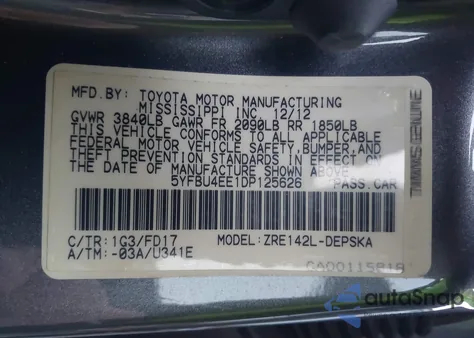 MFD.BY: TOYOTA MOTOR MANUFACTURING
MISSISSIPPI INC. 12/12
GVWR 3840LB GAWR FR 2090LB RR 1850LB
THIS VEHICLE CONFORMS TO ALL APPLICABLE
FEDERAL MOTOR VEHICLE SAFETY,BUMPER,AND
THEFT PREVENTION STANDARDS IN EFFECT ON
THE DATE OF MANUFACTURE SHOWN ABOVE.
5YFBU4EE1DP125626 PASS.CAR
C/TR: 1G3/FD17 MODEL:ZRE142L-DEPSKA
A/TM: -03A/U341E
autoSnap